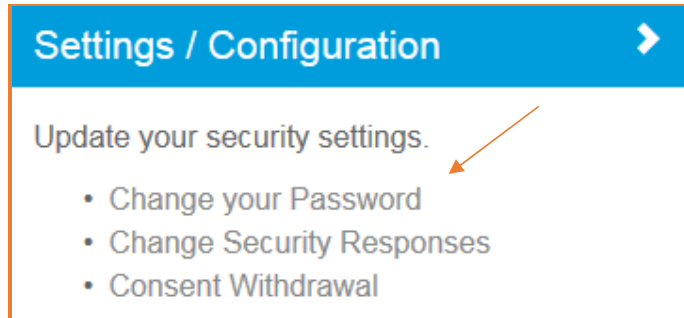 Settings / Configuration
Update your security settings.
• Change your Password
• Change Security Responses
• Consent Withdrawal